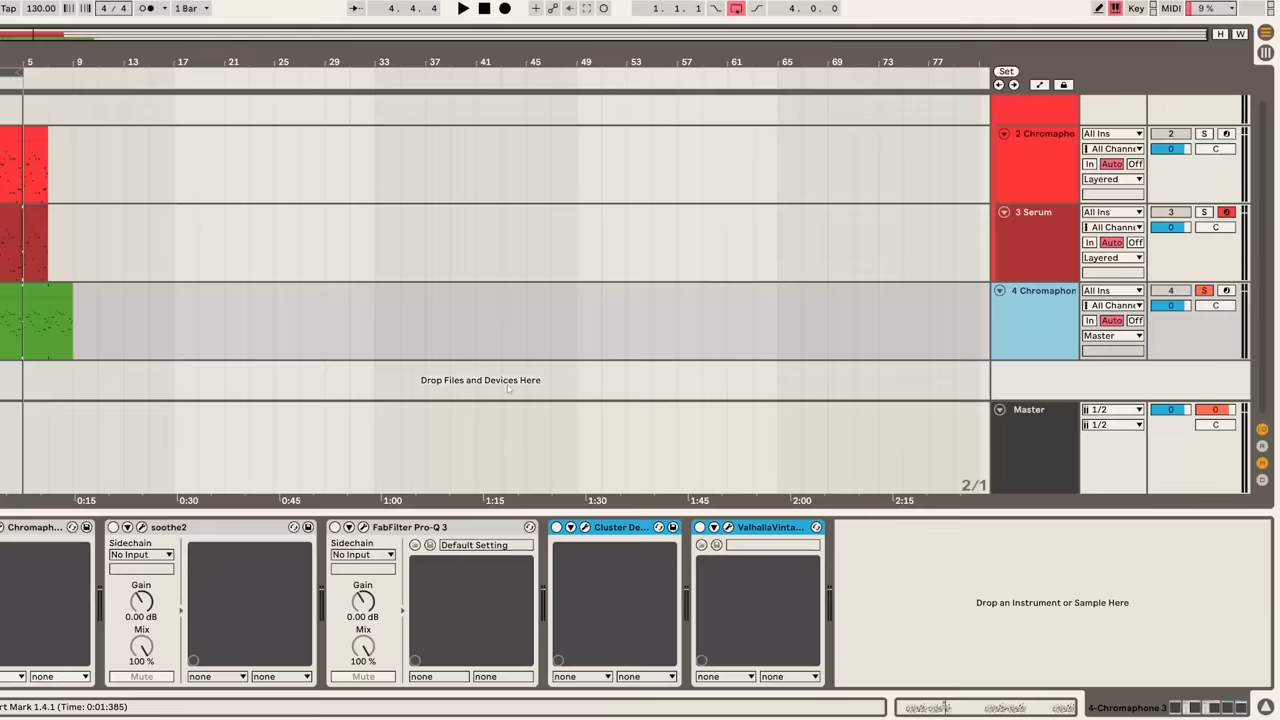 Tap 130.00 4 / 4 1 Bar 4. 4. 4 1. 1. 1 4. 0. 0 Key MIDI 9 %
H W
5 9 13 17 21 25 29 33 37 41 45 49 53 57 61 65 69 73 77
Set
2 Chromapho All Ins 2 S
All Chann 0 C
In Auto Off
Layered
3 Serum All Ins 3 S
All Chann 0 C
In Auto Off
Layered
4 Chromaphon All Ins 4 S
All Chann 0 C
In Auto Off
Master
Drop Files and Devices Here
Master 1/2 0 0
1/2 C
2/1
0:15 0:30 0:45 1:00 1:15 1:30 1:45 2:00 2:15
Chromaph... soothe2 FabFilter Pro-Q 3 Cluster De... ValhallaVinta...
Sidechain Sidechain Default Setting
No Input No Input
Gain Gain
0.00 dB 0.00 dB
Drop an Instrument or Sample Here
Mix Mix
100 % 100 %
none Mute none none Mute none none none none none none
rt Mark 1.4.1 (Time: 0:01:385) 4-Chromaphone 3